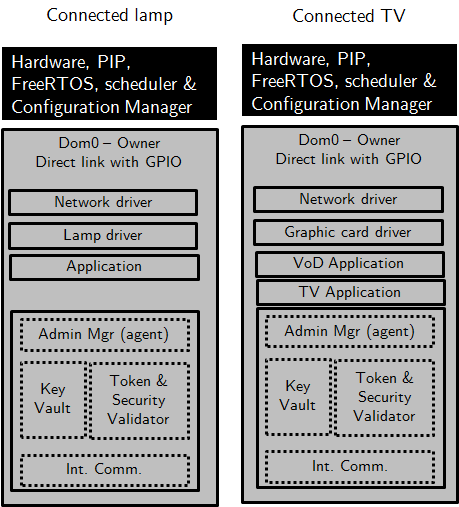 Connected lamp
Hardware, PIP,
FreeRTOS, scheduler &
Configuration Manager
Dom0 – Owner
Direct link with GPIO
Network driver
Lamp driver
Application
Admin Mgr (agent)
Key
Vault
Token &
Security
Validator
Int. Comm.
Connected TV
Hardware, PIP,
FreeRTOS, scheduler &
Configuration Manager
Dom0 – Owner
Direct link with GPIO
Network driver
Graphic card driver
VoD Application
TV Application
Admin Mgr (agent)
Key
Vault
Token &
Security
Validator
Int. Comm.